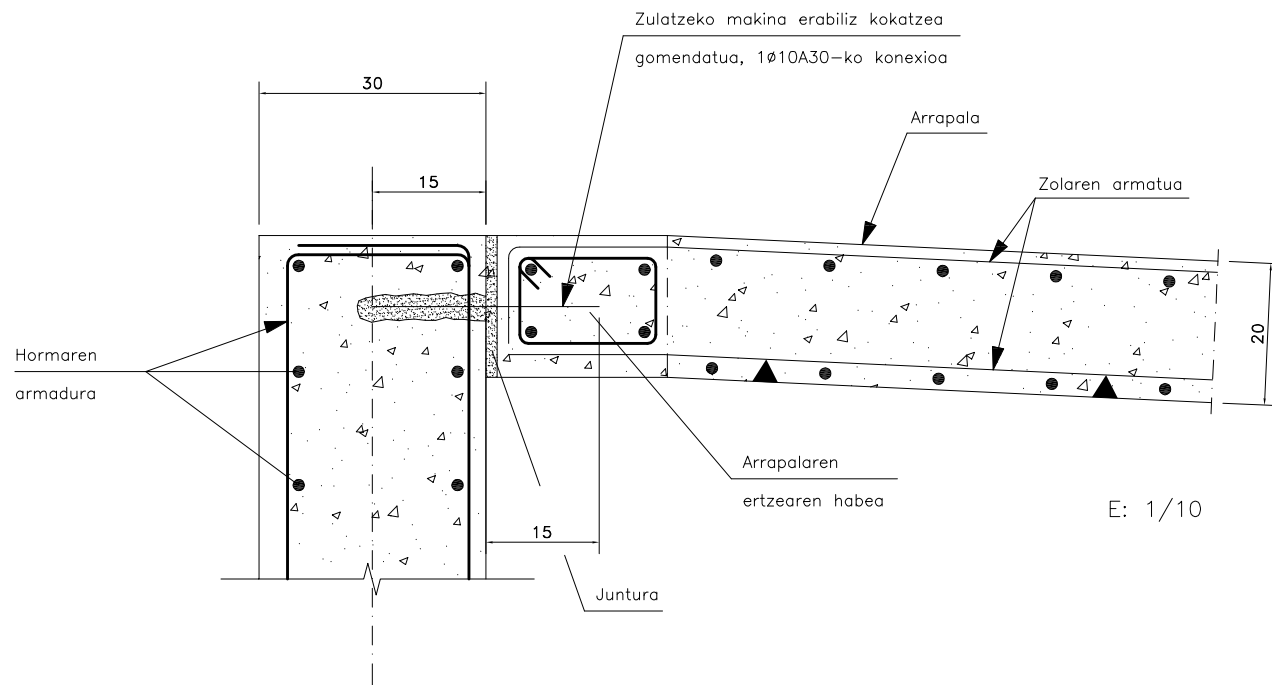 Zulatzeko makina erabiliz kokatzea
gomendatua, 1ø10A30-ko konexioa
30
Arrapala
15
Zolaren armatua
Hormaren
armadura
20
Arrapalaren
ertzearen habea
E: 1/10
15
Juntura